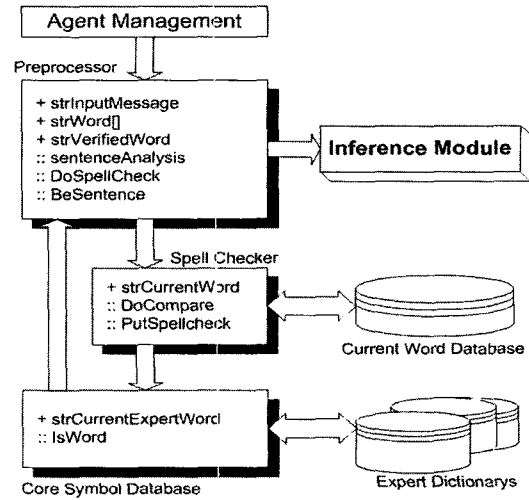 Agent Management
Preprocessor
+ strInputMessage
+ strWord[]
+ strVerifiedWord
:: sentenceAnalysis
:: DoSpellCheck
:: BeSentence
Inference Module
Spell Checker
+ strCurrentWord
:: DoCompare
:: PutSpellcheck
Current Word Database
+ strCurrentExpertWord
:: IsWord
Core Symbol Database
Expert Dictionarys